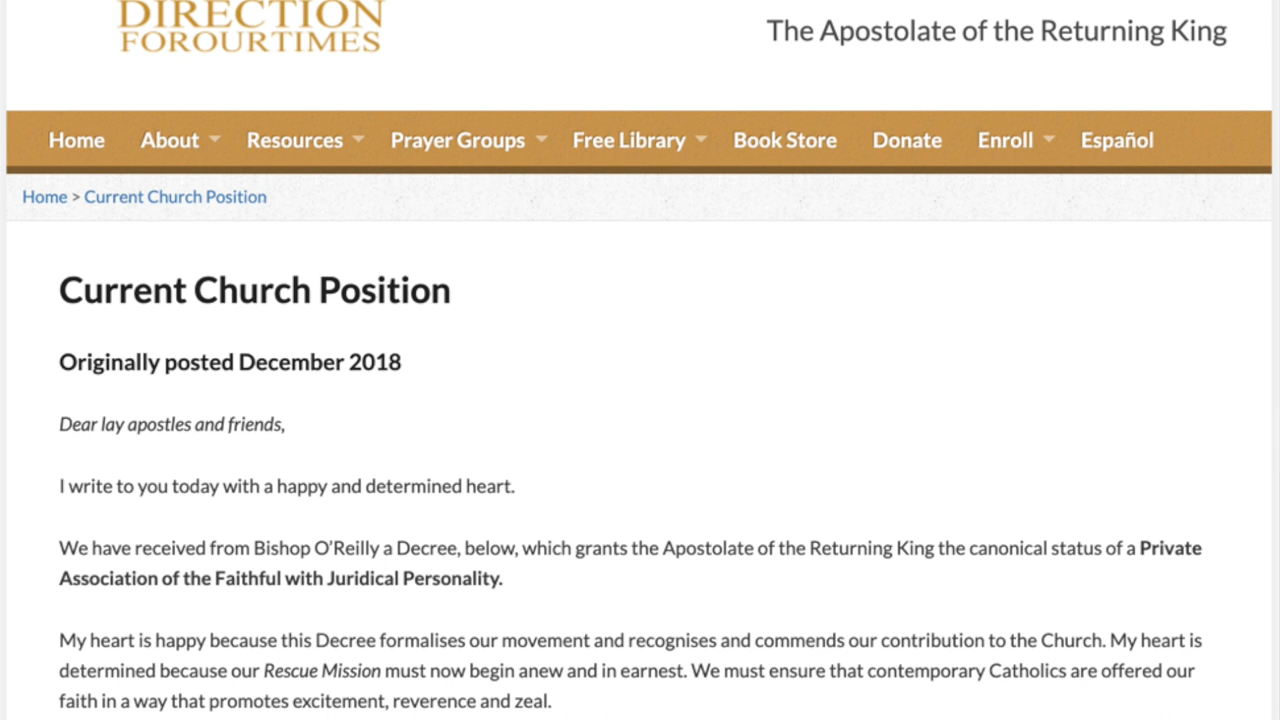 DIRECTION
FOROURTIMES
The Apostolate of the Returning King
Home About Resources Prayer Groups Free Library Book Store Donate Enroll Español
Home > Current Church Position
Current Church Position
Originally posted December 2018
Dear lay apostles and friends,
I write to you today with a happy and determined heart.
We have received from Bishop O’Reilly a Decree, below, which grants the Apostolate of the Returning King the canonical status of a Private
Association of the Faithful with Juridical Personality.
My heart is happy because this Decree formalises our movement and recognises and commends our contribution to the Church. My heart is
determined because our Rescue Mission must now begin anew and in earnest. We must ensure that contemporary Catholics are offered our
faith in a way that promotes excitement, reverence and zeal.